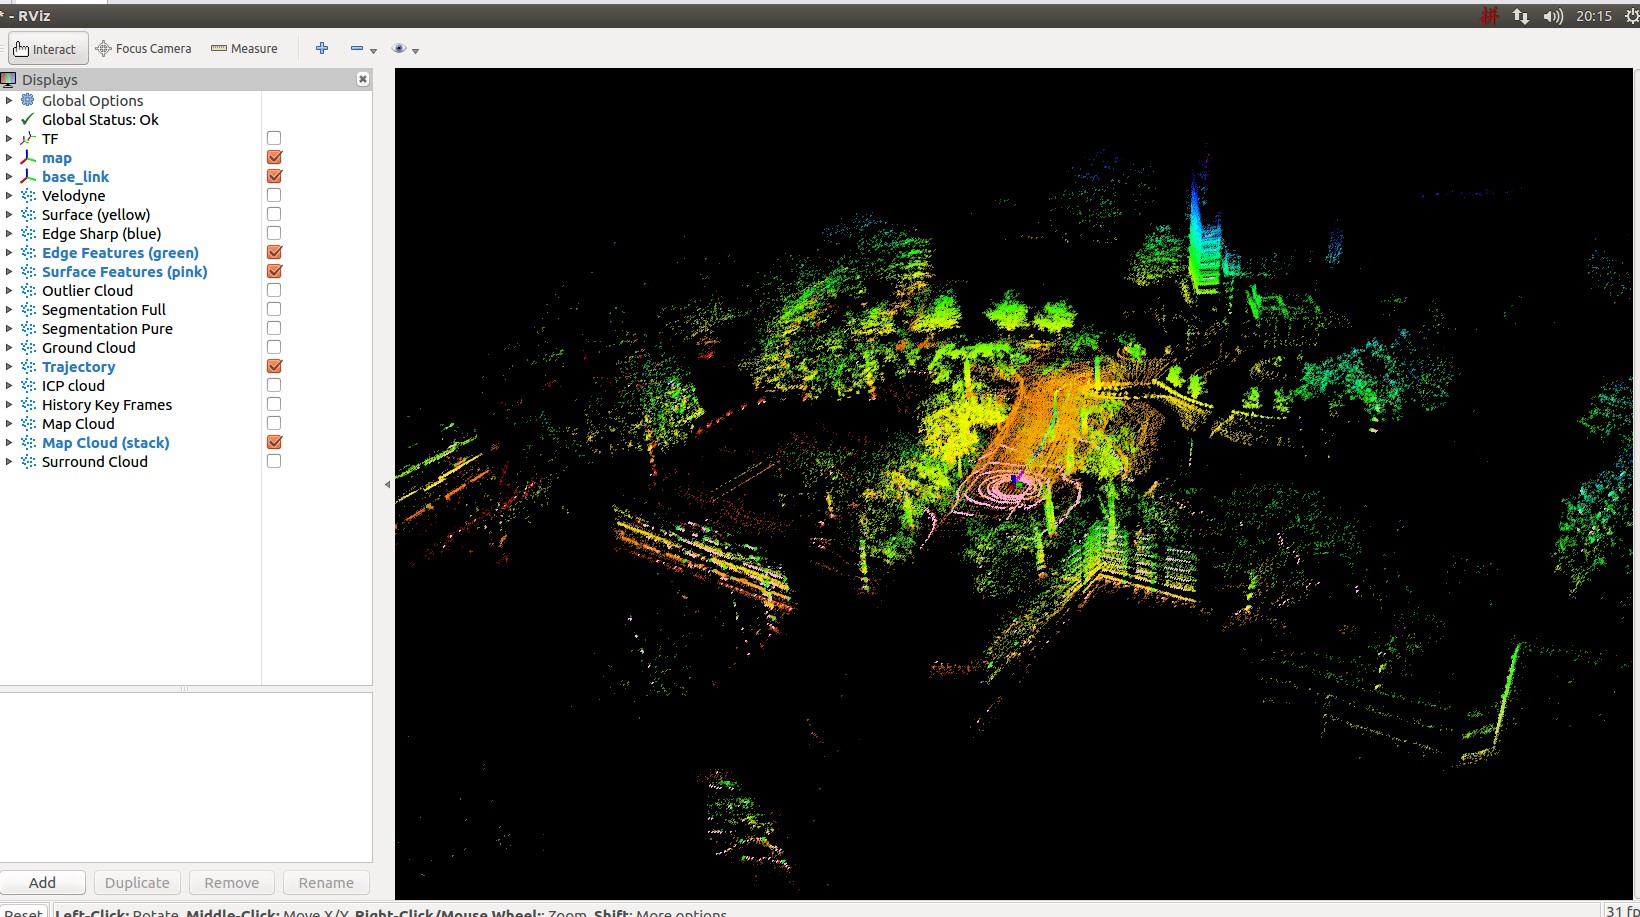 * - RViz
拼
20:15
Interact Focus Camera Measure
Displays
Global Options
Global Status: Ok
TF
map
base_link
Velodyne
Surface (yellow)
Edge Sharp (blue)
Edge Features (green)
Surface Features (pink)
Outlier Cloud
Segmentation Full
Segmentation Pure
Ground Cloud
Trajectory
ICP cloud
History Key Frames
Map Cloud
Map Cloud (stack)
Surround Cloud
Add Duplicate Remove Rename
Reset Left-Click: Rotate. Middle-Click: Move X/Y. Right-Click/Mouse Wheel:: Zoom. Shift: More options. 31 fp